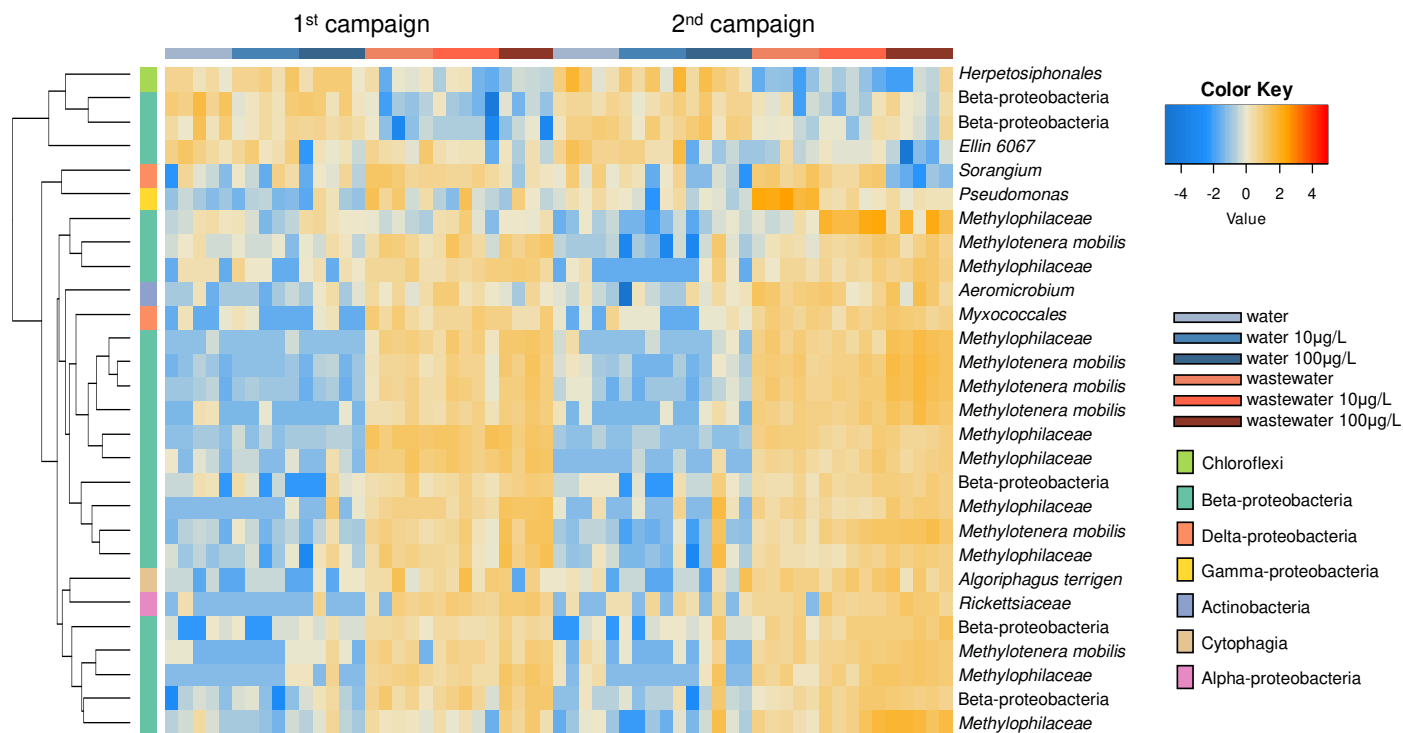 1st campaign
2nd campaign
Herpetosiphonales
Beta-proteobacteria
Beta-proteobacteria
Ellin 6067
Sorangium
Pseudomonas
Methylophilaceae
Methylotenera mobilis
Methylophilaceae
Aeromicrobium
Myxococcales
Methylophilaceae
Methylotenera mobilis
Methylotenera mobilis
Methylotenera mobilis
Methylophilaceae
Methylophilaceae
Beta-proteobacteria
Methylophilaceae
Methylotenera mobilis
Methylophilaceae
Algoriphagus terrigen
Rickettsiaceae
Beta-proteobacteria
Methylotenera mobilis
Methylophilaceae
Beta-proteobacteria
Methylophilaceae
Color Key
-4 -2 0 2 4
Value
water
water 10µg/L
water 100µg/L
wastewater
wastewater 10µg/L
wastewater 100µg/L
Chloroflexi
Beta-proteobacteria
Delta-proteobacteria
Gamma-proteobacteria
Actinobacteria
Cytophagia
Alpha-proteobacteria